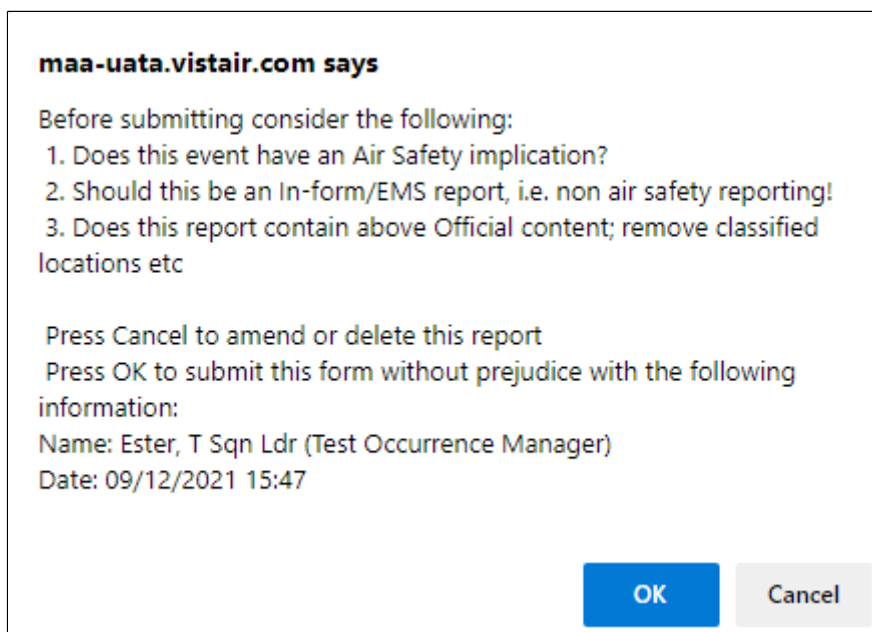 maa-uata.vistair.com says
Before submitting consider the following:
1. Does this event have an Air Safety implication?
2. Should this be an In-form/EMS report, i.e. non air safety reporting!
3. Does this report contain above Official content; remove classified
locations etc
Press Cancel to amend or delete this report
Press OK to submit this form without prejudice with the following
information:
Name: Ester, T Sqn Ldr (Test Occurrence Manager)
Date: 09/12/2021 15:47
OK Cancel